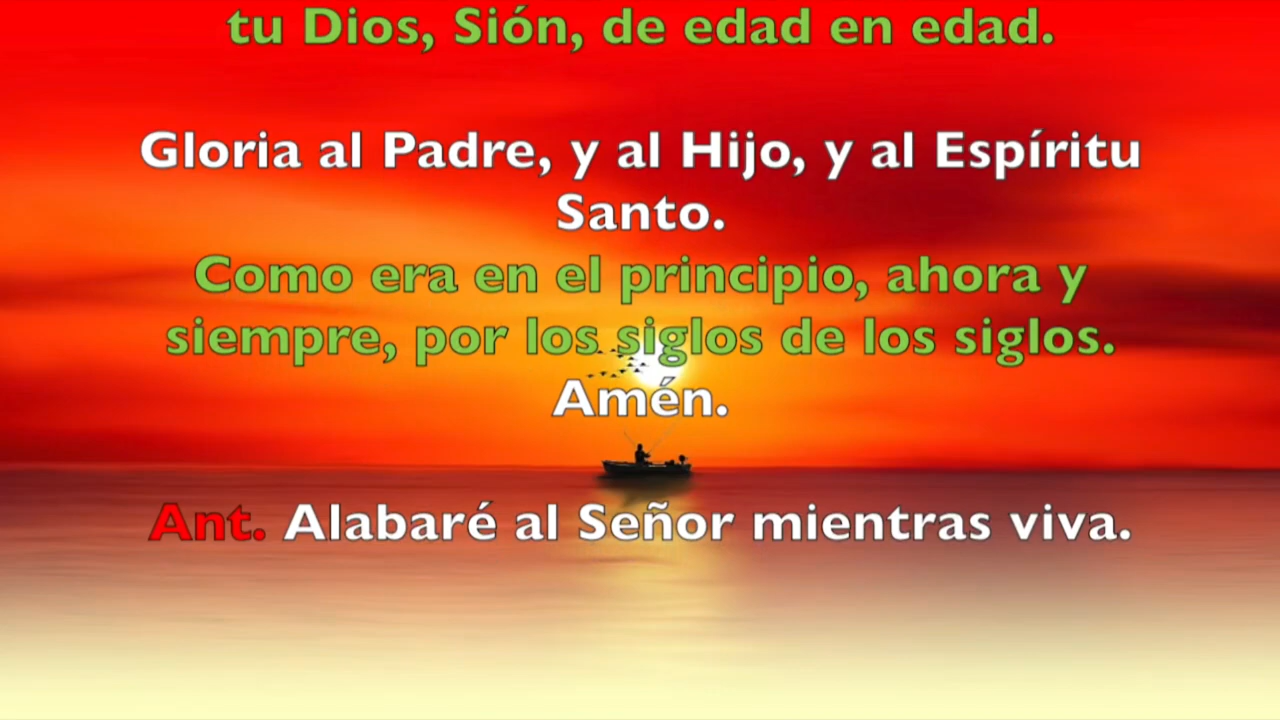 tu Dios, Sión, de edad en edad.
Gloria al Padre, y al Hijo, y al Espíritu
Santo.
Como era en el principio, ahora y
siempre, por los siglos de los siglos.
Amén.
Ant. Alabaré al Señor mientras viva.